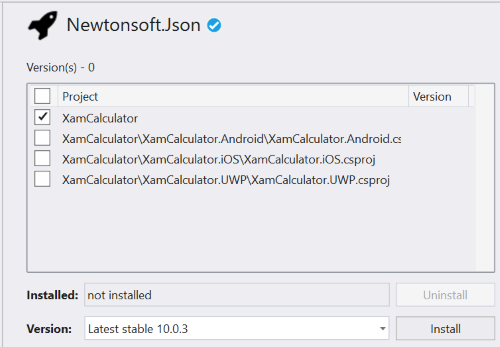 Newtonsoft.Json
Version(s) - 0
Project Version
XamCalculator
XamCalculator\XamCalculator.Android\XamCalculator.Android.cs
XamCalculator\XamCalculator.iOS\XamCalculator.iOS.csproj
XamCalculator\XamCalculator.UWP\XamCalculator.UWP.csproj
Installed: not installed Uninstall
Version: Latest stable 10.0.3 Install